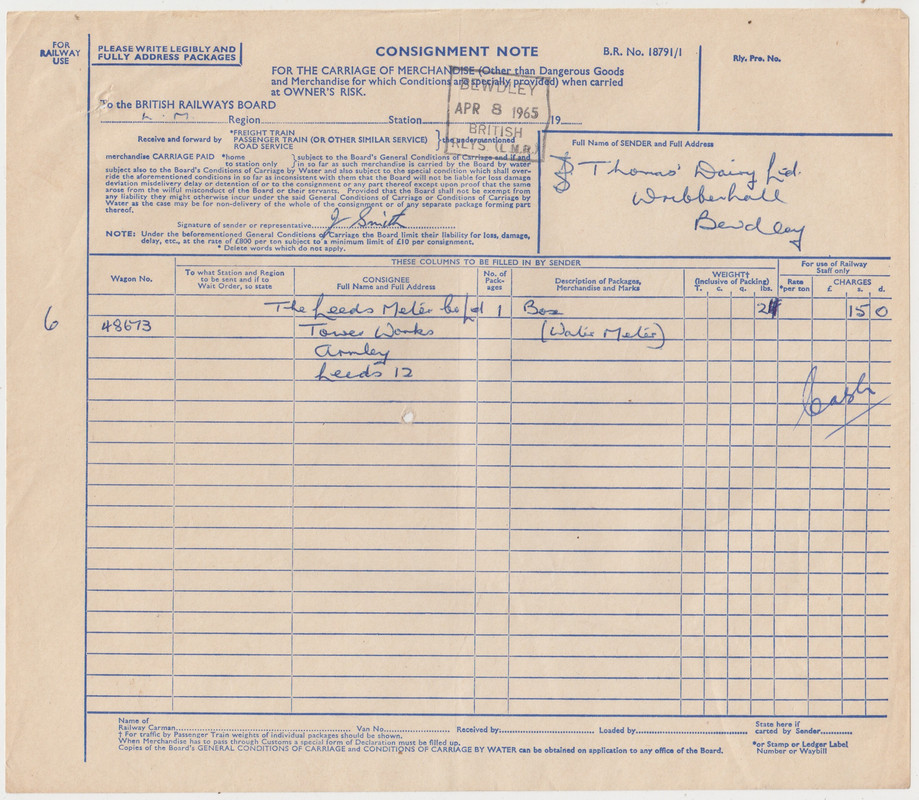 FOR
RAILWAY
USE
PLEASE WRITE LEGIBLY AND
FULLY ADDRESS PACKAGES
CONSIGNMENT NOTE
B.R. No. 18791/1
Rly. Pro. No.
FOR THE CARRIAGE OF MERCHANDISE (Other than Dangerous Goods
and Merchandise for which Conditions are specially provided) when carried
at OWNER'S RISK.
BEWDLEY
APR 8 1965
BRITISH
RLYS. (L.M.R.)
To the BRITISH RAILWAYS BOARD
L. M. Region Station 19
Receive and forward by
*FREIGHT TRAIN
PASSENGER TRAIN (OR OTHER SIMILAR SERVICE)
ROAD SERVICE
the undermentioned
merchandise CARRIAGE PAID *home
to station only
subject to the Board's General Conditions of Carriage and if and
in so far as such merchandise is carried by the Board by water
subject also to the Board's Conditions of Carriage by Water and also subject to the special condition which shall over-
ride the aforementioned conditions in so far as inconsistent with them that the Board will not be liable for loss damage
deviation misdelivery delay or detention of or to the consignment or any part thereof except upon proof that the same
arose from the wilful misconduct of the Board or their servants. Provided that the Board shall not be exempt from
any liability they might otherwise incur under the said General Conditions of Carriage or Conditions of Carriage by
Water as the case may be for non-delivery of the whole of the consignment or of any separate package forming part
thereof.
Signature of sender or representative J Smith
NOTE: Under the beforementioned General Conditions of Carriage the Board limit their liability for loss, damage,
delay, etc., at the rate of £800 per ton subject to a minimum limit of £10 per consignment.
* Delete words which do not apply.
Full Name of SENDER and Full Address
Thomas' Dairy Ltd.
Wribbenhall
Bewdley
THESE COLUMNS TO BE FILLED IN BY SENDER
For use of Railway
Staff only
Wagon No.
To what Station and Region
to be sent and if to
Wait Order, so state
CONSIGNEE
Full Name and Full Address
No. of
Pack-
ages
Description of Packages,
Merchandise and Marks
WEIGHT†
(Inclusive of Packing)
T. c. q. lbs.
Rate
*per ton
CHARGES
£ s. d.
The Leeds Meter Co Ltd 1 Box 15 0
6
48673 Tower Works (Water Meter)
Armley
Leeds 12
Cash
Name of
Railway Carman Van No. Received by: Loaded by
State here if
carted by Sender
† For traffic by Passenger Train weights of individual packages should be shown.
When Merchandise has to pass through Customs a special form of Declaration must be filled up.
Copies of the Board's GENERAL CONDITIONS OF CARRIAGE and CONDITIONS OF CARRIAGE BY WATER can be obtained on application to any office of the Board.
*or Stamp or Ledger Label
Number or Waybill